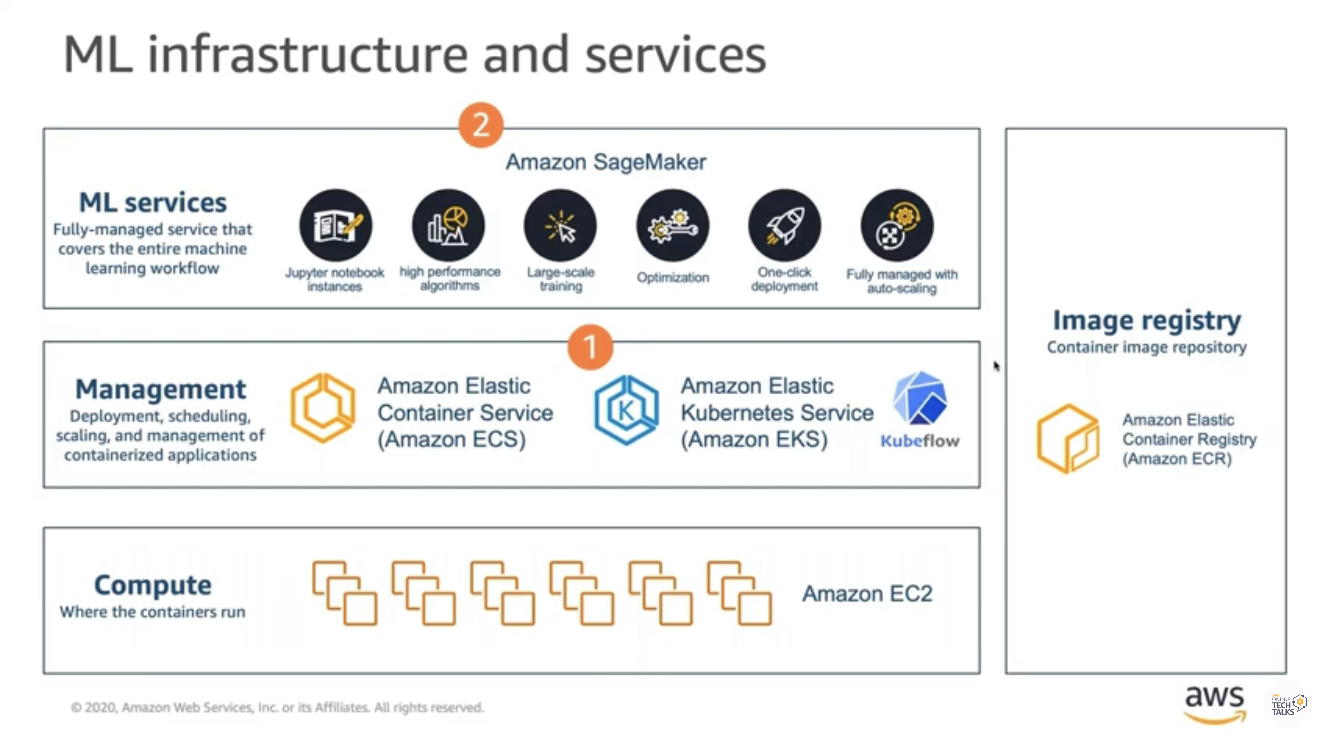 ML infrastructure and services
2
Amazon SageMaker
ML services
Fully-managed service that
covers the entire machine
learning workflow
Jupyter notebook
instances
high performance
algorithms
Large-scale
training
Optimization
One-click
deployment
Fully managed with
auto-scaling
1
Management
Deployment, scheduling,
scaling, and management of
containerized applications
Amazon Elastic
Container Service
(Amazon ECS)
K
Amazon Elastic
Kubernetes Service
(Amazon EKS)
Kubeflow
Compute
Where the containers run
Amazon EC2
Image registry
Container image repository
Amazon Elastic
Container Registry
(Amazon ECR)
© 2020, Amazon Web Services, Inc. or its Affiliates. All rights reserved.
aws
TECH
TALKS